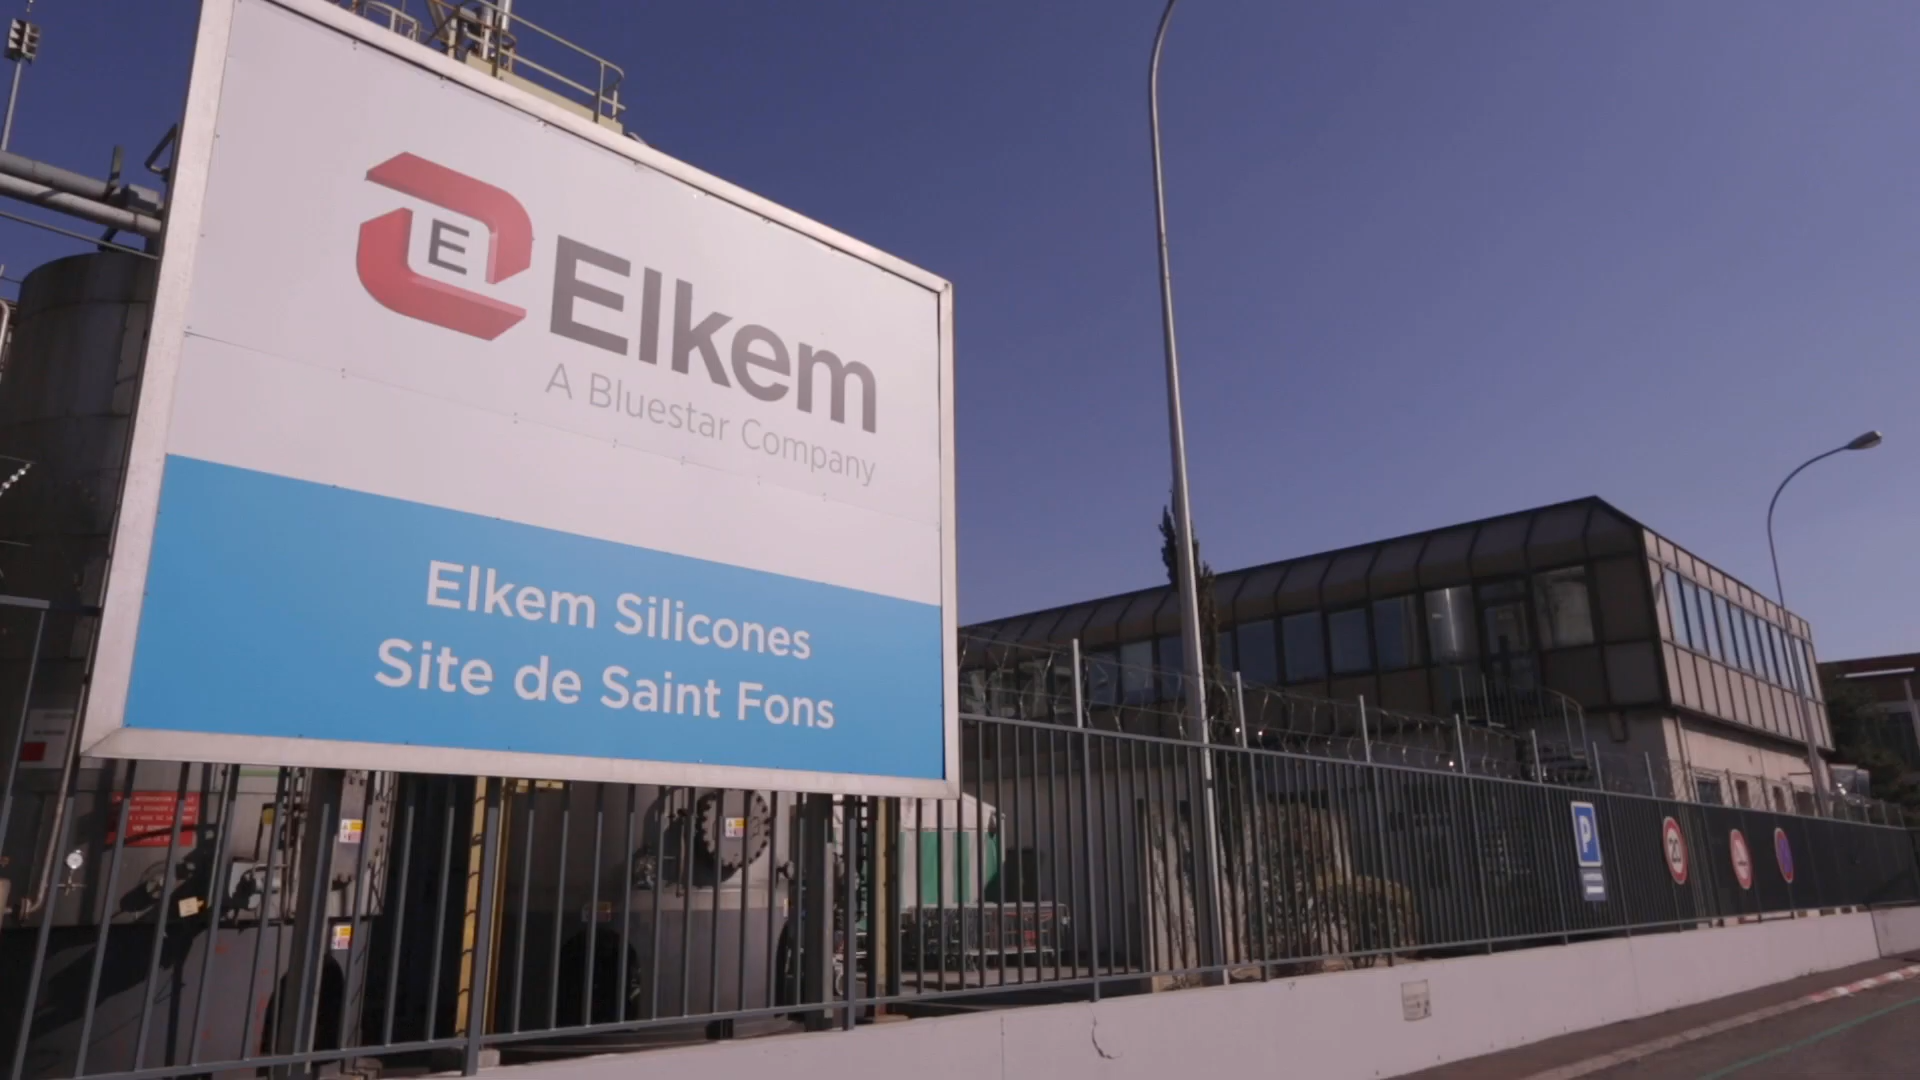 E
Elkem
A Bluestar Company
Elkem Silicones
Site de Saint Fons
P
20